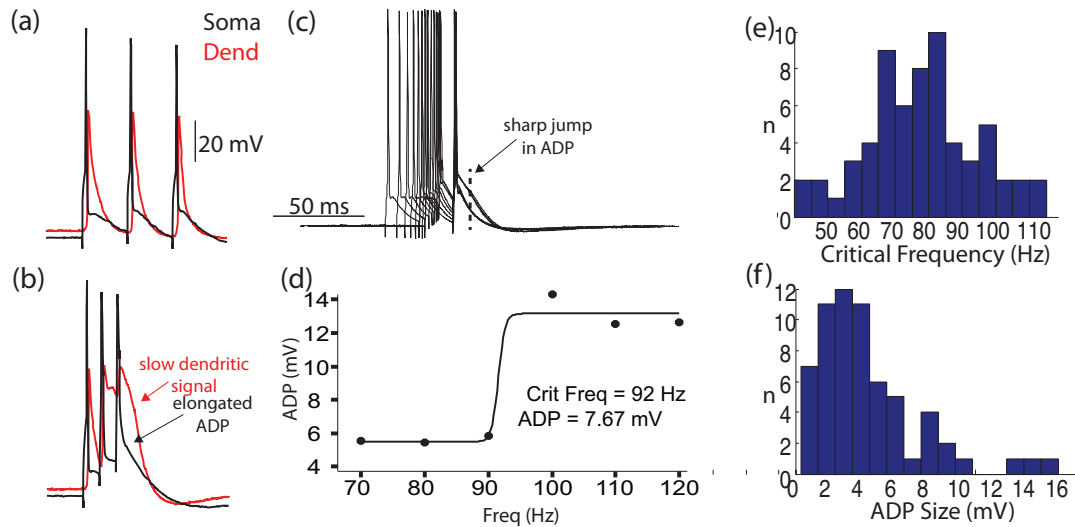 (a)
Soma
Dend
20 mV
(b)
slow dendritic
signal
elongated
ADP
(c)
50 ms
sharp jump
in ADP
(d)
14
12
10
8
6
4
ADP (mV)
Crit Freq = 92 Hz
ADP = 7.67 mV
70 80 90 100 110 120
Freq (Hz)
(e)
10
8
6
4
2
0
n
50 60 70 80 90 100 110
Critical Frequency (Hz)
(f)
12
10
8
6
4
2
0
n
0 2 4 6 8 10 12 14 16
ADP Size (mV)